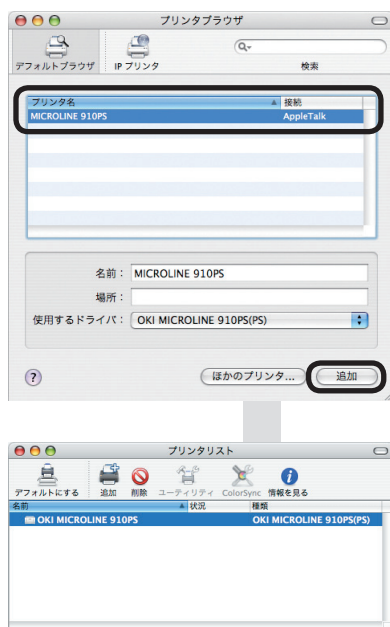 プリンタブラウザ
デフォルトブラウザ IP プリンタ 検索
プリンタ名 接続
MICROLINE 910PS AppleTalk
名前： MICROLINE 910PS
場所：
使用するドライバ： OKI MICROLINE 910PS(PS)
? ほかのプリンタ... 追加
プリンタリスト
デフォルトにする 追加 削除 ユーティリティ ColorSync 情報を見る
名前 状況 種類
OKI MICROLINE 910PS OKI MICROLINE 910PS(PS)